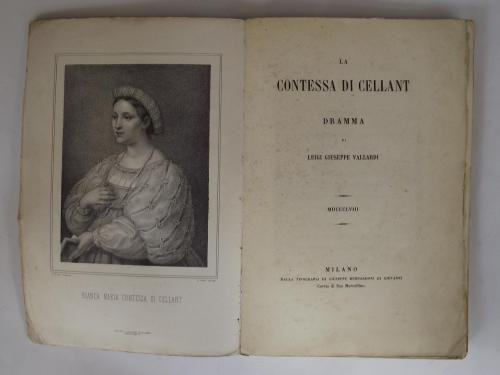 BIANCA MARIA CONTESSA DI CELLANT
LA
CONTESSA DI CELLANT
DRAMMA
DI
LUIGI GIUSEPPE VALLARDI
MDCCCLVIII
MILANO
DALLA TIPOGRAFIA DI GIUSEPPE BERNARDONI DI GIOVANNI
Corsia di San Marcellino.